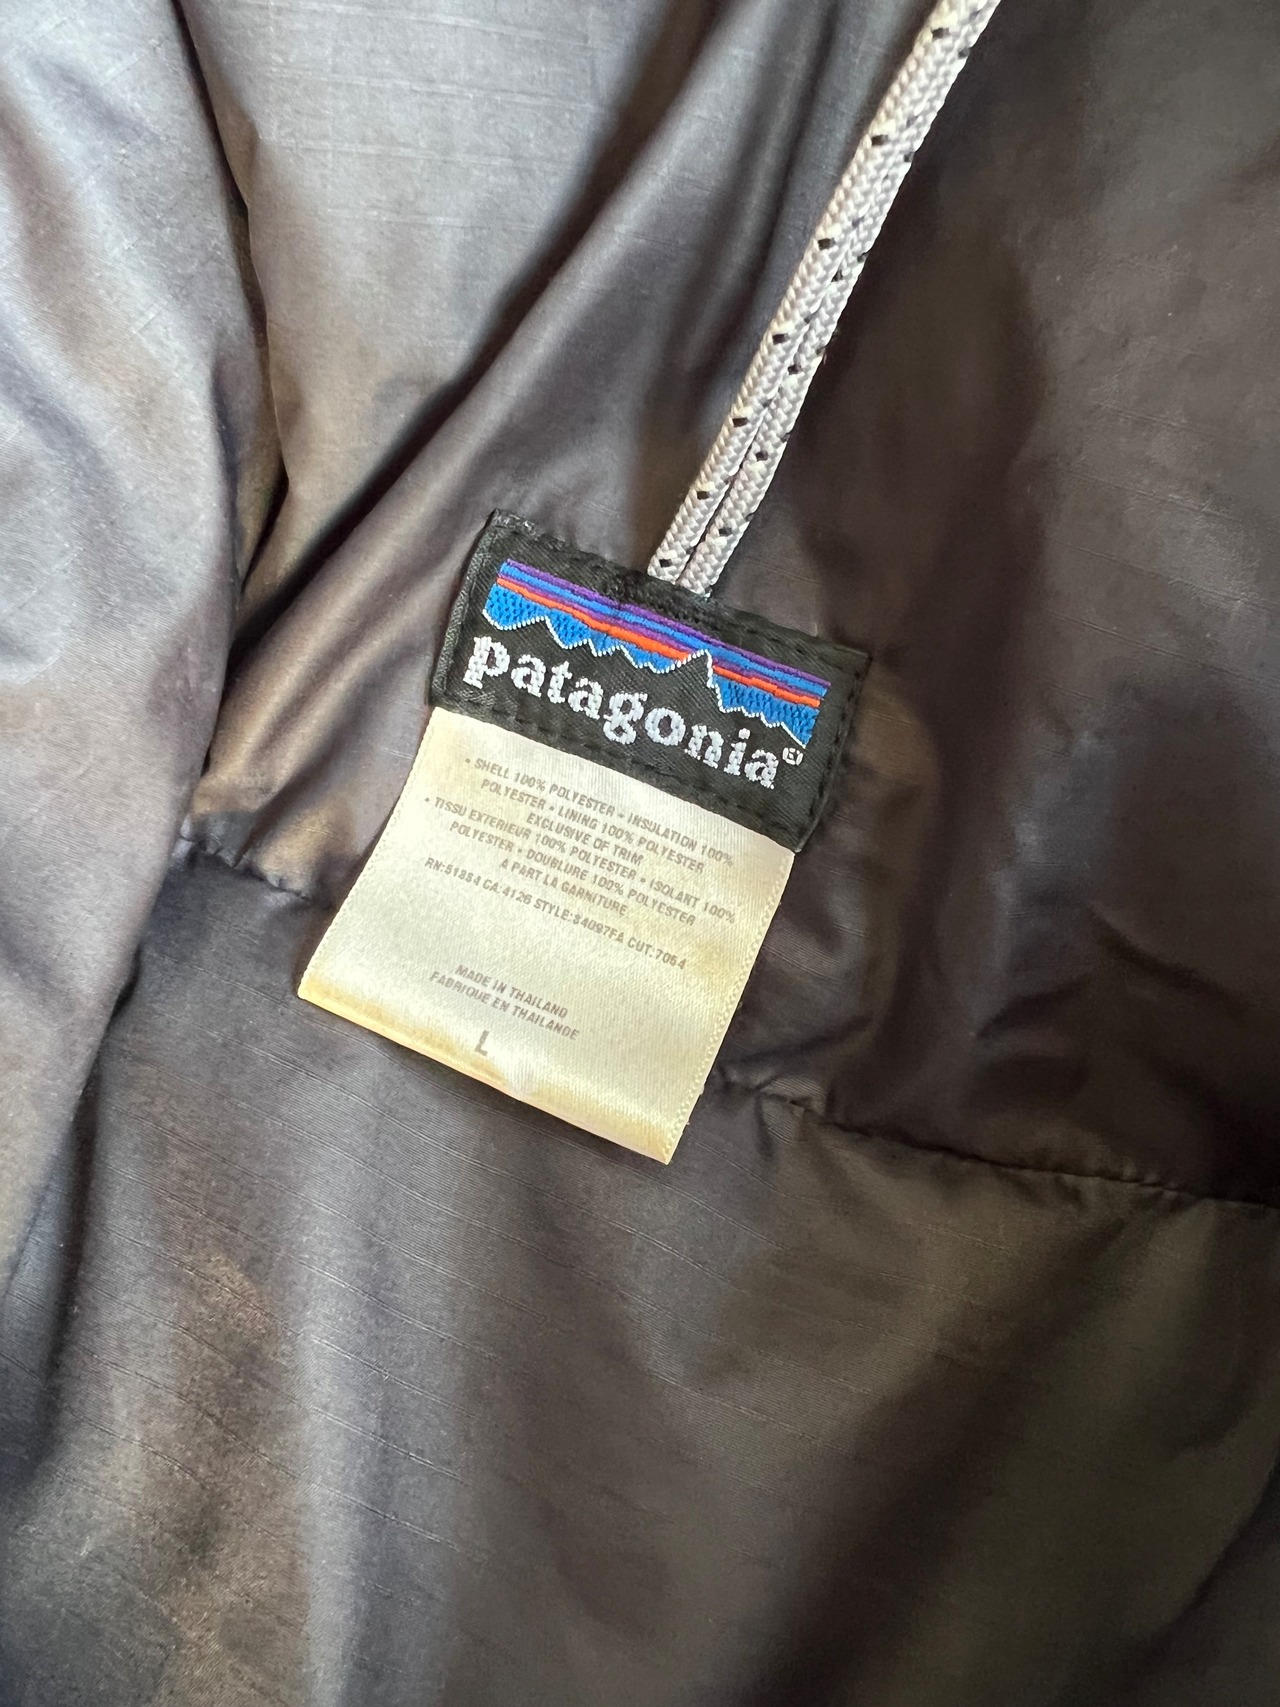 patagonia®
• SHELL 100% POLYESTER • INSULATION 100%
POLYESTER • LINING 100% POLYESTER
EXCLUSIVE OF TRIM
• TISSU EXTERIEUR 100% POLYESTER • ISOLANT 100%
POLYESTER • DOUBLURE 100% POLYESTER
A PART LA GARNITURE
RN:51884 CA:4126 STYLE:84097FA CUT:7054
MADE IN THAILAND
FABRIQUE EN THAILANDE
L